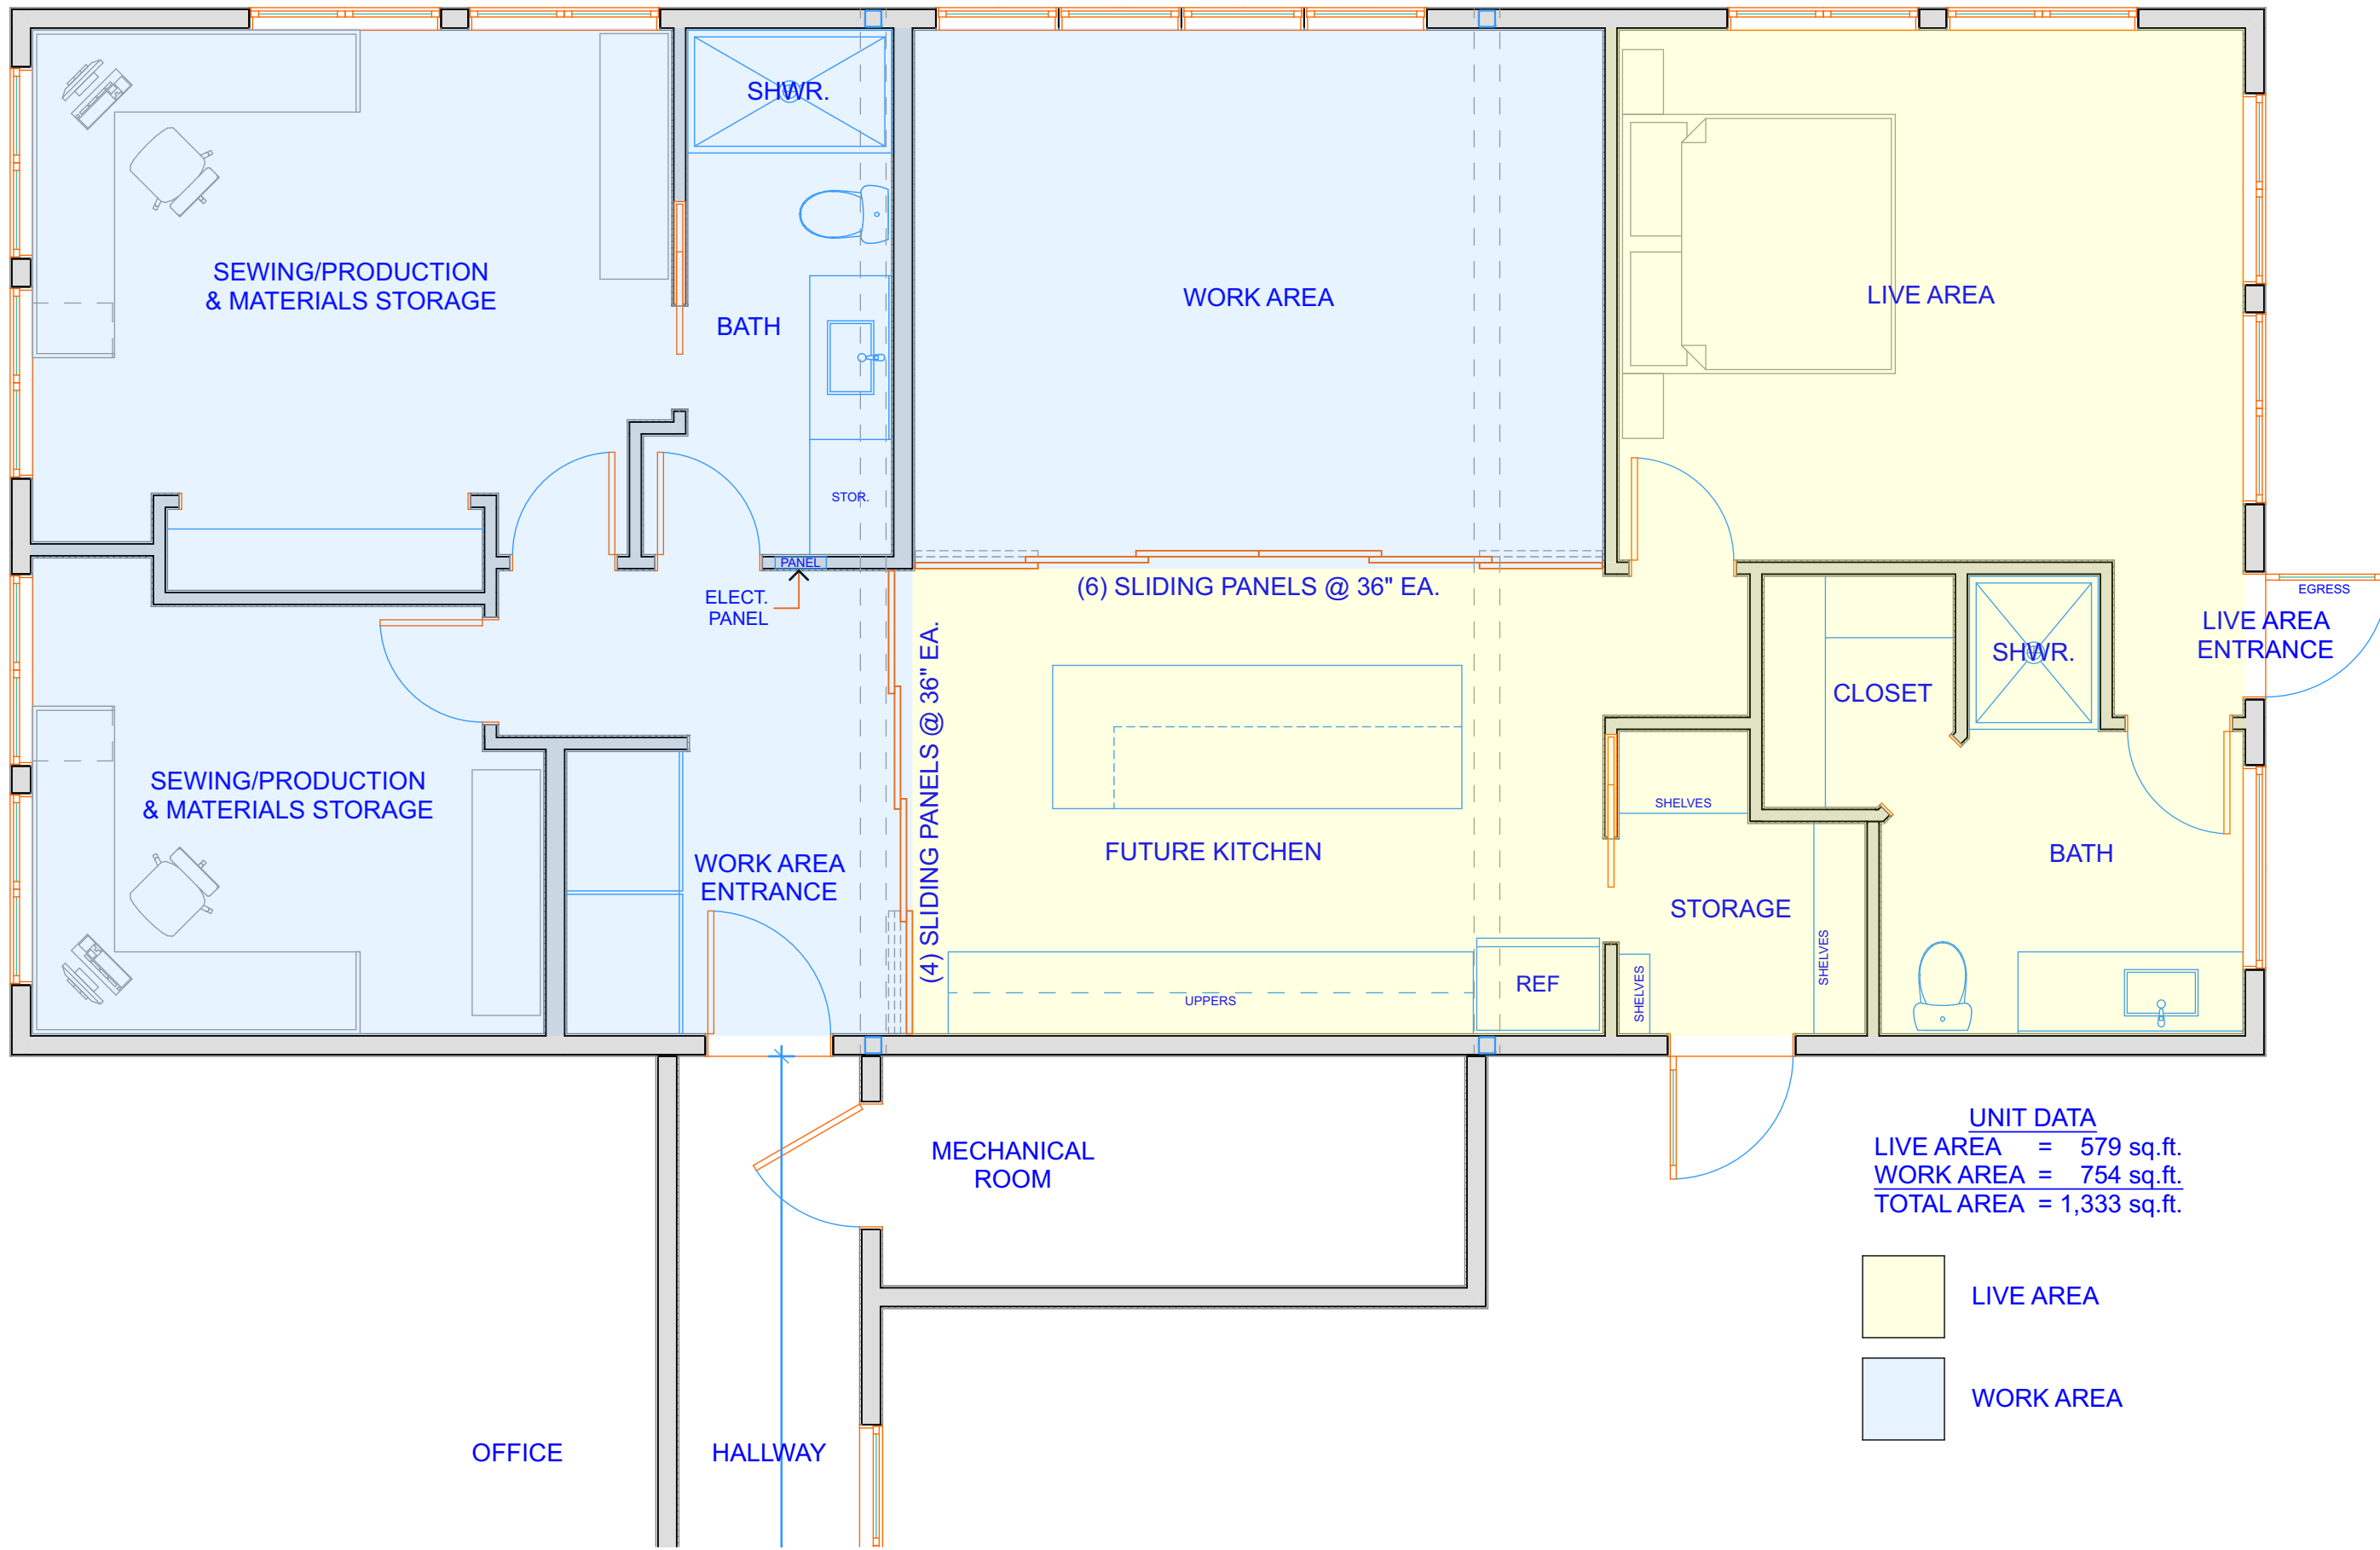 SHWR.
SEWING/PRODUCTION
& MATERIALS STORAGE
BATH
WORK AREA
LIVE AREA
STOR.
PANEL
ELECT.
PANEL
(6) SLIDING PANELS @ 36" EA.
(4) SLIDING PANELS @ 36" EA.
EGRESS
LIVE AREA
ENTRANCE
SHWR.
CLOSET
SEWING/PRODUCTION
& MATERIALS STORAGE
WORK AREA
ENTRANCE
FUTURE KITCHEN
SHELVES
BATH
STORAGE
SHELVES
SHELVES
REF
UPPERS
MECHANICAL
ROOM
UNIT DATA
LIVE AREA = 579 sq.ft.
WORK AREA = 754 sq.ft.
TOTAL AREA = 1,333 sq.ft.
LIVE AREA
WORK AREA
OFFICE
HALLWAY